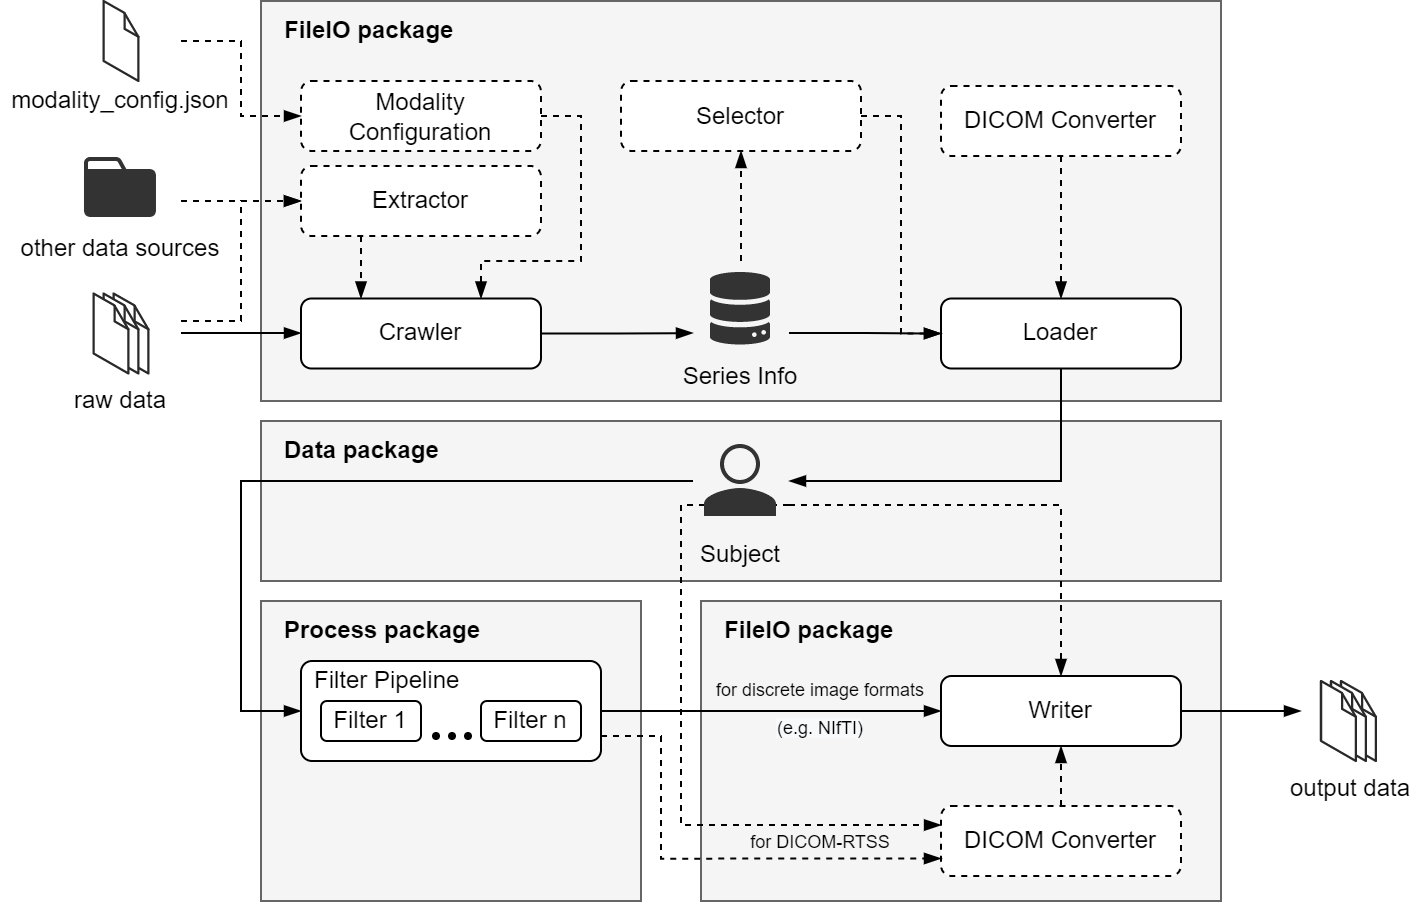 FileIO package
modality_config.json
Modality
Configuration
Selector
DICOM Converter
Extractor
other data sources
Crawler
Loader
Series Info
raw data
Data package
Subject
Process package
Filter Pipeline
Filter 1
Filter n
FileIO package
for discrete image formats
(e.g. NIfTI)
Writer
output data
for DICOM-RTSS
DICOM Converter